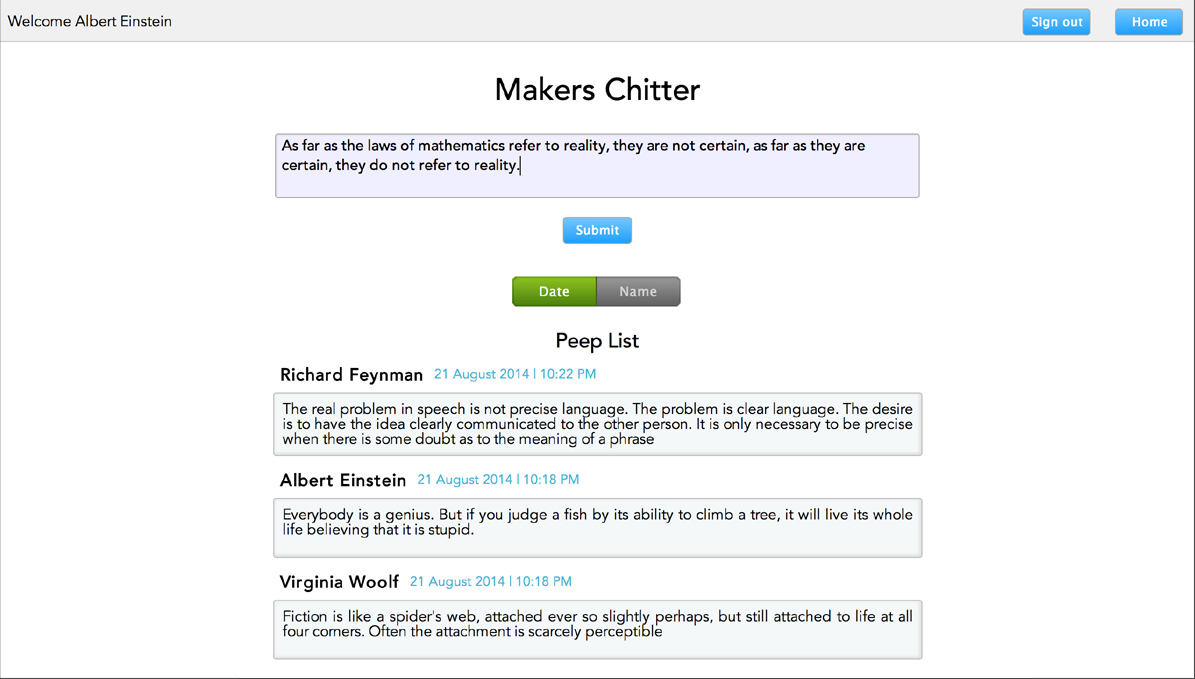 Welcome Albert Einstein
Sign out
Home
Makers Chitter
As far as the laws of mathematics refer to reality, they are not certain, as far as they are
certain, they do not refer to reality.
Submit
Date
Name
Peep List
Richard Feynman 21 August 2014 | 10:22 PM
The real problem in speech is not precise language. The problem is clear language. The desire
is to have the idea clearly communicated to the other person. It is only necessary to be precise
when there is some doubt as to the meaning of a phrase
Albert Einstein 21 August 2014 | 10:18 PM
Everybody is a genius. But if you judge a fish by its ability to climb a tree, it will live its whole
life believing that it is stupid.
Virginia Woolf 21 August 2014 | 10:18 PM
Fiction is like a spider's web, attached ever so slightly perhaps, but still attached to life at all
four corners. Often the attachment is scarcely perceptible